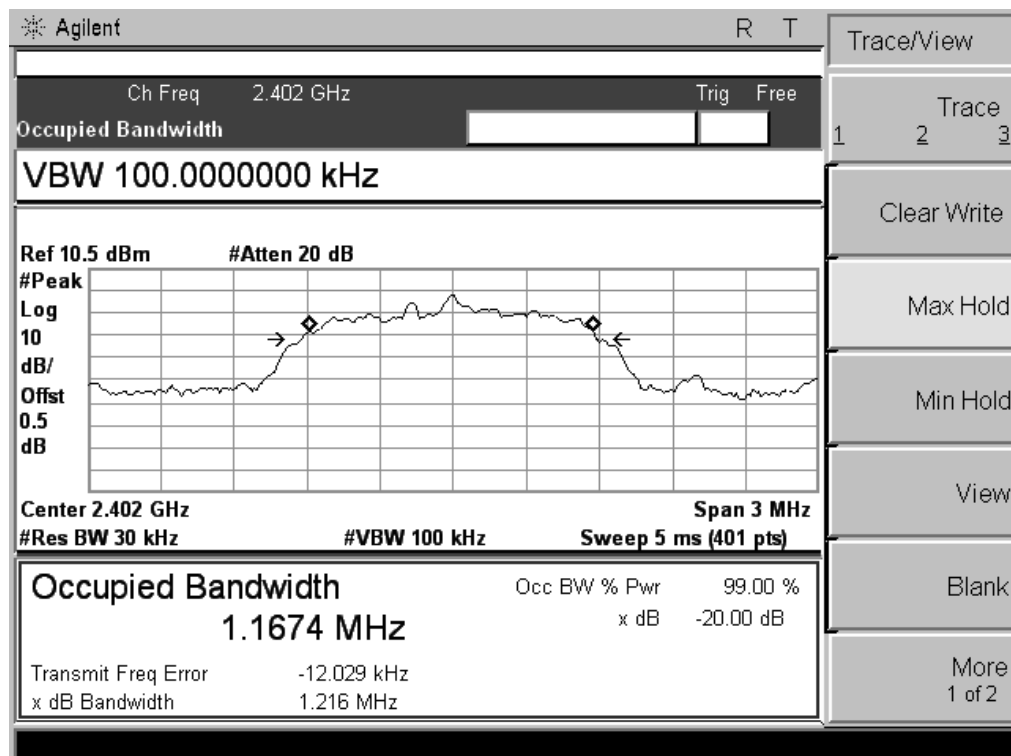 Agilent R T
Ch Freq 2.402 GHz Trig Free
Occupied Bandwidth
VBW 100.0000000 kHz
Ref 10.5 dBm #Atten 20 dB
#Peak
Log
10
dB/
Offst
0.5
dB
Center 2.402 GHz Span 3 MHz
#Res BW 30 kHz #VBW 100 kHz Sweep 5 ms (401 pts)
Occupied Bandwidth Occ BW % Pwr 99.00 %
1.1674 MHz x dB -20.00 dB
Transmit Freq Error -12.029 kHz
x dB Bandwidth 1.216 MHz
Trace/View
Trace
1 2 3
Clear Write
Max Hold
Min Hold
View
Blank
More
1 of 2